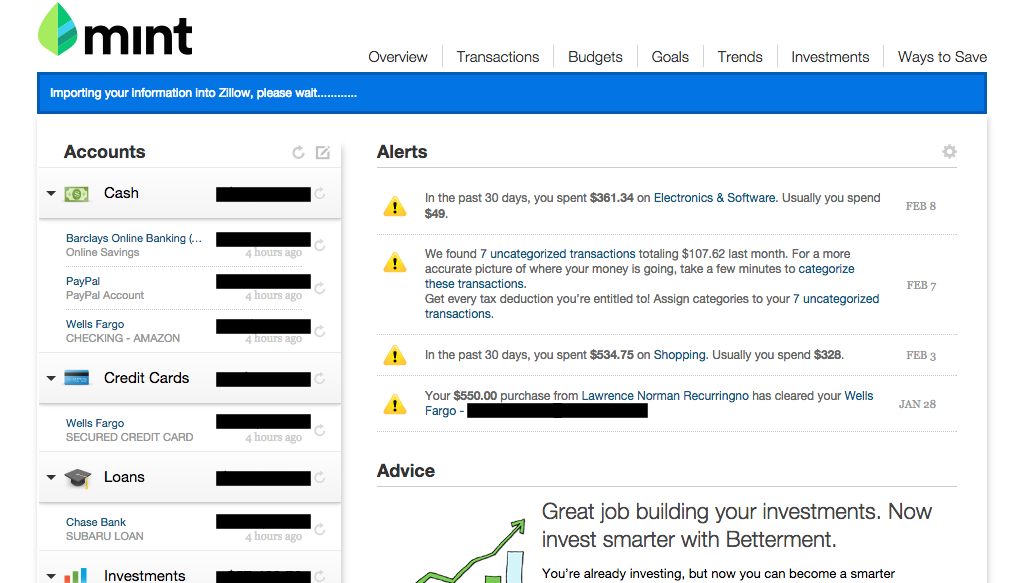 mint
Overview
Transactions
Budgets
Goals
Trends
Investments
Ways to Save
Importing your information into Zillow, please wait............
Accounts
Cash
Barclays Online Banking (...
Online Savings
4 hours ago
PayPal
PayPal Account
4 hours ago
Wells Fargo
CHECKING - AMAZON
4 hours ago
Credit Cards
Wells Fargo
SECURED CREDIT CARD
4 hours ago
Loans
Chase Bank
SUBARU LOAN
4 hours ago
Investments
Alerts
In the past 30 days, you spent $361.34 on Electronics & Software. Usually you spend
$49.
FEB 8
We found 7 uncategorized transactions totaling $107.62 last month. For a more
accurate picture of where your money is going, take a few minutes to categorize
these transactions.
Get every tax deduction you're entitled to! Assign categories to your 7 uncategorized
transactions.
FEB 7
In the past 30 days, you spent $534.75 on Shopping. Usually you spend $328.
FEB 3
Your $550.00 purchase from Lawrence Norman Recurringno has cleared your Wells
Fargo -
JAN 28
Advice
Great job building your investments. Now
invest smarter with Betterment.
You're already investing, but now you can become a smarter